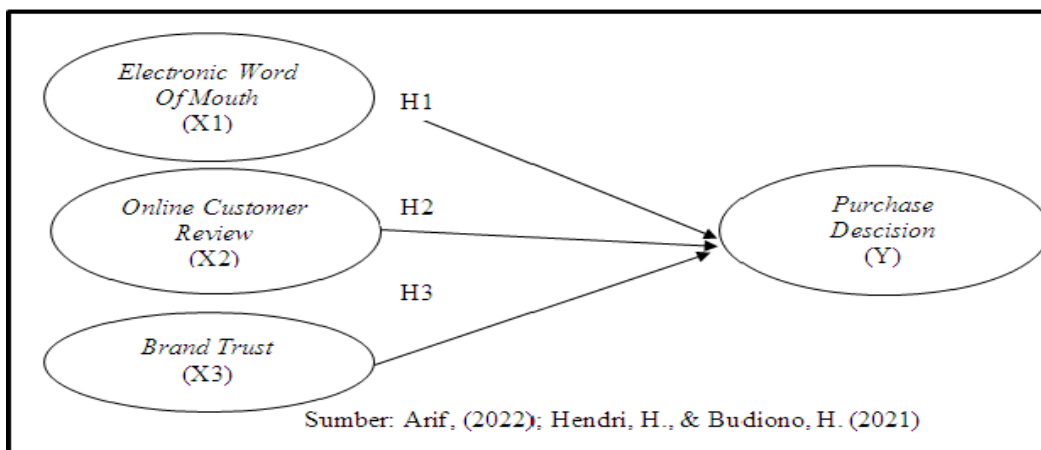 Electronic Word
Of Mouth
(X1)
H1
Online Customer
Review
(X2)
H2
Purchase
Descision
(Y)
H3
Brand Trust
(X3)
Sumber: Arif, (2022); Hendri, H., & Budiono, H. (2021)